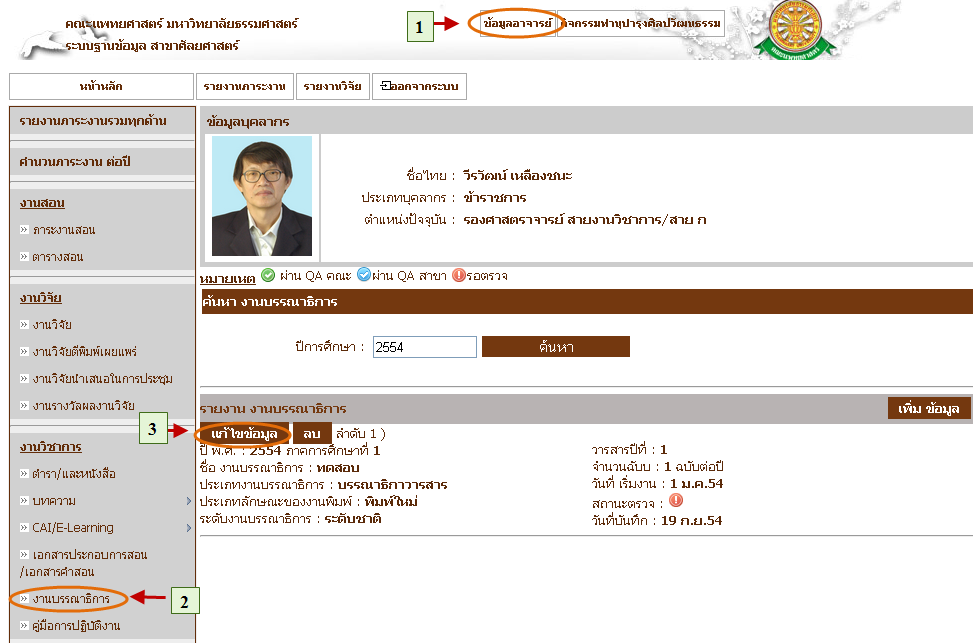 คณะแพทยศาสตร์ มหาวิทยาลัยธรรมศาสตร์
ระบบฐานข้อมูล สาขาศัลยศาสตร์
1
ข้อมูลอาจารย์ กิจกรรมทำนุบำรุงศิลปวัฒนธรรม
หน้าหลัก รายงานภาระงาน รายงานวิจัย ออกจากระบบ
รายงานภาระงานรวมทุกด้าน
คำนวนภาระงาน ต่อปี
งานสอน
» ภาระงานสอน
» ตารางสอน
งานวิจัย
» งานวิจัย
» งานวิจัยตีพิมพ์เผยแพร่
» งานวิจัยนำเสนอในการประชุม
» งานรางวัลผลงานวิจัย
งานวิชาการ
» ตำรา/และหนังสือ
» บทความ
» CAI/E-Learning
» เอกสารประกอบการสอน
/เอกสารคำสอน
» งานบรรณาธิการ
2
» คู่มือการปฏิบัติงาน
ข้อมูลบุคลากร
ชื่อไทย : วีรวัฒน์ เหลืองชนะ
ประเภทบุคลากร : ข้าราชการ
ตำแหน่งปัจจุบัน : รองศาสตราจารย์ สายงานวิชาการ/สาย ก
หมายเหตุ ผ่าน QA คณะ ผ่าน QA สาขา รอตรวจ
ค้นหา งานบรรณาธิการ
ปีการศึกษา : 2554 ค้นหา
รายงาน งานบรรณาธิการ เพิ่ม ข้อมูล
3
แก้ไขข้อมูล ลบ ลำดับ 1 )
ปี พ.ศ. : 2554 ภาคการศึกษาที่ 1
ชื่อ งานบรรณาธิการ : ทดสอบ
ประเภทงานบรรณาธิการ : บรรณาธิกาวารสาร
ประเภทลักษณะของงานพิมพ์ : พิมพ์ใหม่
ระดับงานบรรณาธิการ : ระดับชาติ
วารสารปีที่ : 1
จำนวนฉบับ : 1 ฉบับต่อปี
วันที่ เริ่มงาน : 1 ม.ค.54
สถานะตรวจ :
วันที่บันทึก : 19 ก.ย.54